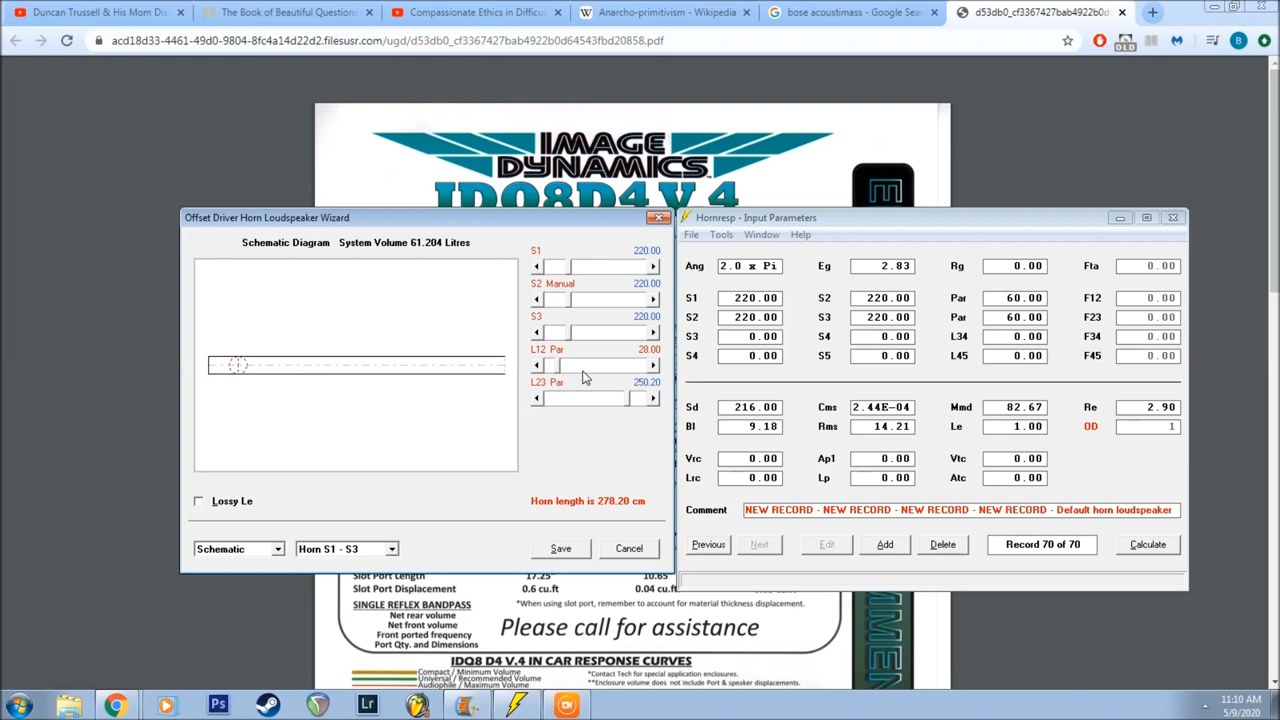 Duncan Trussell & His Mom Dis
The Book of Beautiful Question
Compassionate Ethics in Difficul
Anarcho-primitivism - Wikipedia
bose acoustimass - Google Sear
d53db0_cf3367427bab4922b0d
acd18d33-4461-49d0-9804-8fc4a14d22d2.filesusr.com/ugd/d53db0_cf3367427bab4922b0d64543fbd20858.pdf
OLD
B
IMAGE
DYNAMICS
IDQ8D4 V.4
E
Offset Driver Horn Loudspeaker Wizard
Schematic Diagram System Volume 61.204 Litres
S1 220.00
S2 Manual 220.00
S3 220.00
L12 Par 28.00
L23 Par 250.20
Lossy Le
Horn length is 278.20 cm
Schematic
Horn S1 - S3
Save
Cancel
Hornresp - Input Parameters
File Tools Window Help
Ang 2.0 x Pi Eg 2.83 Rg 0.00 Fta 0.00
S1 220.00 S2 220.00 Par 60.00 F12 0.00
S2 220.00 S3 220.00 Par 60.00 F23 0.00
S3 0.00 S4 0.00 L34 0.00 F34 0.00
S4 0.00 S5 0.00 L45 0.00 F45 0.00
Sd 216.00 Cms 2.44E-04 Mmd 82.67 Re 2.90
Bl 9.18 Rms 14.21 Le 1.00 OD 1
Vrc 0.00 Ap1 0.00 Vtc 0.00
Lrc 0.00 Lp 0.00 Atc 0.00
Comment NEW RECORD - NEW RECORD - NEW RECORD - NEW RECORD - Default horn loudspeaker
Previous Next Edit Add Delete Record 70 of 70 Calculate
Slot Port Length 17.25" 10.65"
Slot Port Displacement 0.6 cu.ft 0.04 cu.ft
SINGLE REFLEX BANDPASS
*When using slot port, remember to account for material thickness displacement.
Net rear volume
Net front volume
Front ported frequency
Port Qty. and Dimensions
Please call for assistance
IDQ8 D4 V.4 IN CAR RESPONSE CURVES
Compact / Minimum Volume
Universal / Recommended Volume
Audiophile / Maximum Volume
*Contact Tech for special application enclosures.
**Enclosure volume does not include Port & speaker displacements.
MMEN
Ps
Lr
11:10 AM
5/9/2020